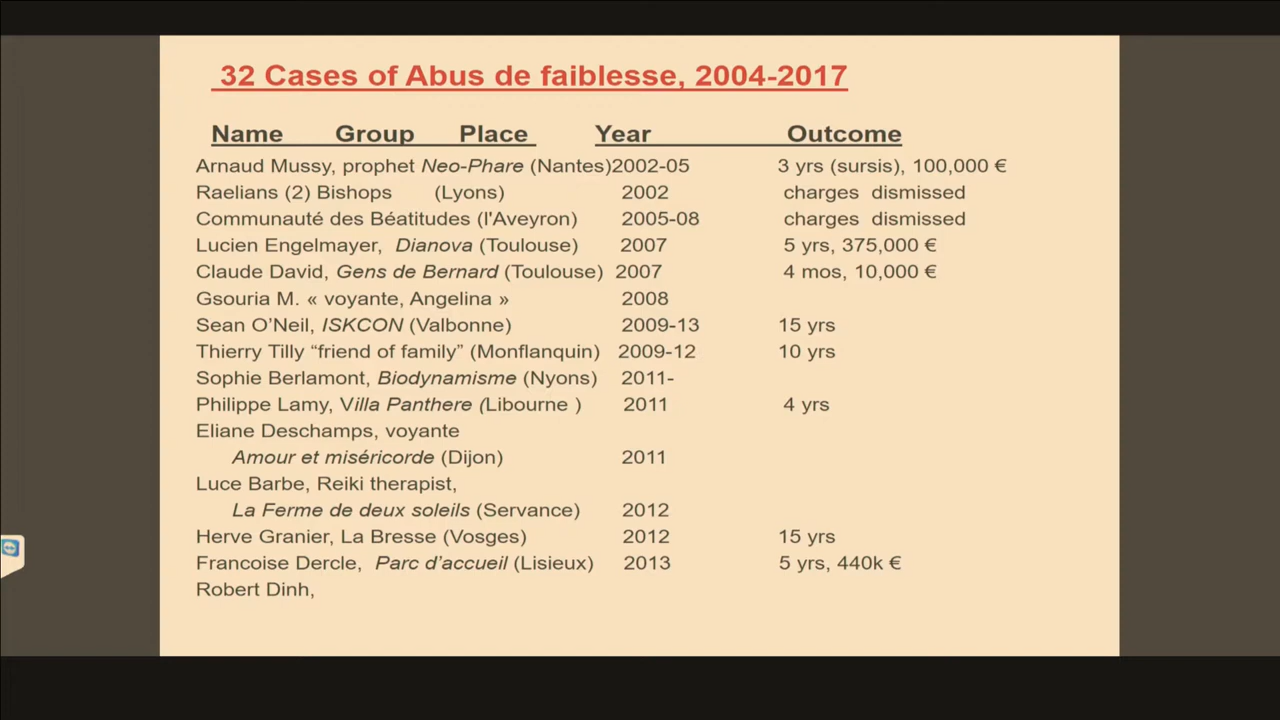 32 Cases of Abus de faiblesse, 2004-2017
Name Group Place Year Outcome
Arnaud Mussy, prophet Neo-Phare (Nantes)2002-05 3 yrs (sursis), 100,000 €
Raelians (2) Bishops (Lyons) 2002 charges dismissed
Communauté des Béatitudes (l'Aveyron) 2005-08 charges dismissed
Lucien Engelmayer, Dianova (Toulouse) 2007 5 yrs, 375,000 €
Claude David, Gens de Bernard (Toulouse) 2007 4 mos, 10,000 €
Gsouria M. « voyante, Angelina » 2008
Sean O’Neil, ISKCON (Valbonne) 2009-13 15 yrs
Thierry Tilly “friend of family” (Monflanquin) 2009-12 10 yrs
Sophie Berlamont, Biodynamisme (Nyons) 2011-
Philippe Lamy, Villa Panthere (Libourne ) 2011 4 yrs
Eliane Deschamps, voyante
Amour et miséricorde (Dijon) 2011
Luce Barbe, Reiki therapist,
La Ferme de deux soleils (Servance) 2012
Herve Granier, La Bresse (Vosges) 2012 15 yrs
Francoise Dercle, Parc d’accueil (Lisieux) 2013 5 yrs, 440k €
Robert Dinh,